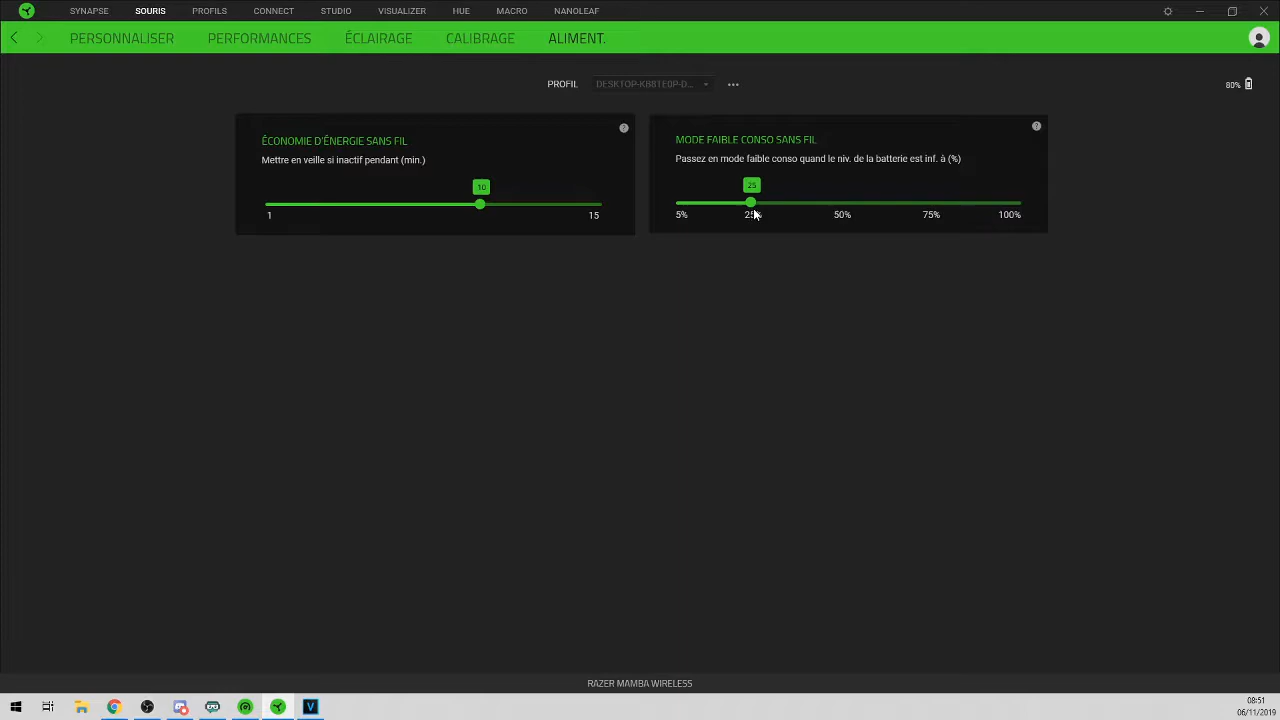 SYNAPSE SOURIS PROFILS CONNECT STUDIO VISUALIZER HUE MACRO NANOLEAF
PERSONNALISER PERFORMANCES ÉCLAIRAGE CALIBRAGE ALIMENT.
PROFIL DESKTOP-KB8TE0P-D... 80%
ÉCONOMIE D'ÉNERGIE SANS FIL
Mettre en veille si inactif pendant (min.)
10
1 15
MODE FAIBLE CONSO SANS FIL
Passez en mode faible conso quand le niv. de la batterie est inf. à (%)
25
5% 25% 50% 75% 100%
RAZER MAMBA WIRELESS
08:51
06/11/2019